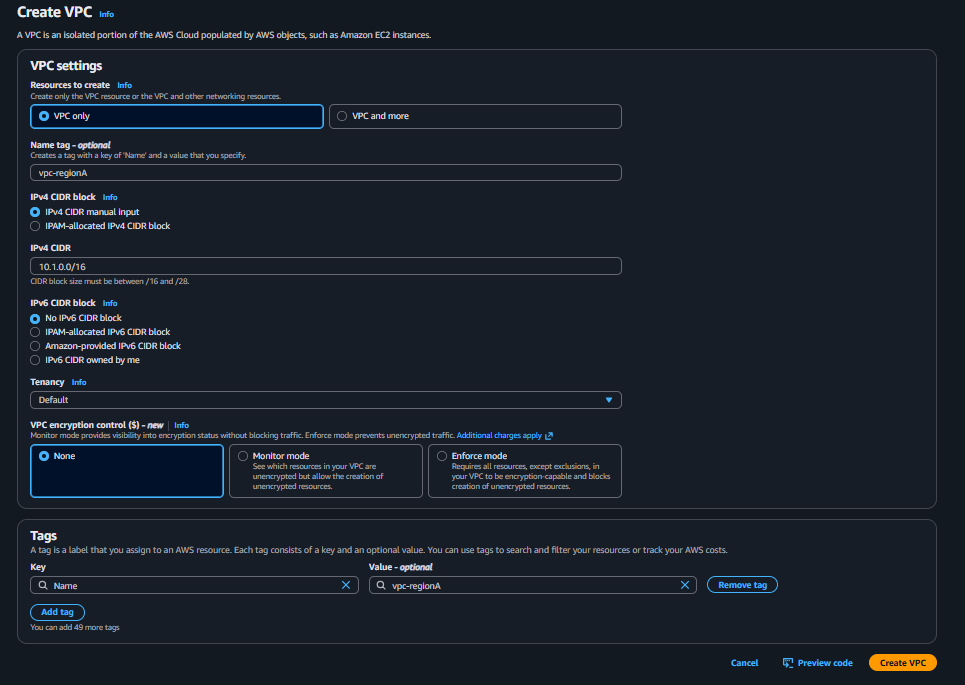 Create VPC Info
A VPC is an isolated portion of the AWS Cloud populated by AWS objects, such as Amazon EC2 instances.
VPC settings
Resources to create Info
Create only the VPC resource or the VPC and other networking resources.
VPC only
VPC and more
Name tag - optional
Creates a tag with a key of 'Name' and a value that you specify.
vpc-regionA
IPv4 CIDR block Info
IPv4 CIDR manual input
IPAM-allocated IPv4 CIDR block
IPv4 CIDR
10.1.0.0/16
CIDR block size must be between /16 and /28.
IPv6 CIDR block Info
No IPv6 CIDR block
IPAM-allocated IPv6 CIDR block
Amazon-provided IPv6 CIDR block
IPv6 CIDR owned by me
Tenancy Info
Default
VPC encryption control ($) - new | Info
Monitor mode provides visibility into encryption status without blocking traffic. Enforce mode prevents unencrypted traffic. Additional charges apply
None
Monitor mode
See which resources in your VPC are
unencrypted but allow the creation of
unencrypted resources.
Enforce mode
Requires all resources, except exclusions, in
your VPC to be encryption-capable and blocks
creation of unencrypted resources.
Tags
A tag is a label that you assign to an AWS resource. Each tag consists of a key and an optional value. You can use tags to search and filter your resources or track your AWS costs.
Key
Value - optional
Name
vpc-regionA
Remove tag
Add tag
You can add 49 more tags
Cancel
Preview code
Create VPC